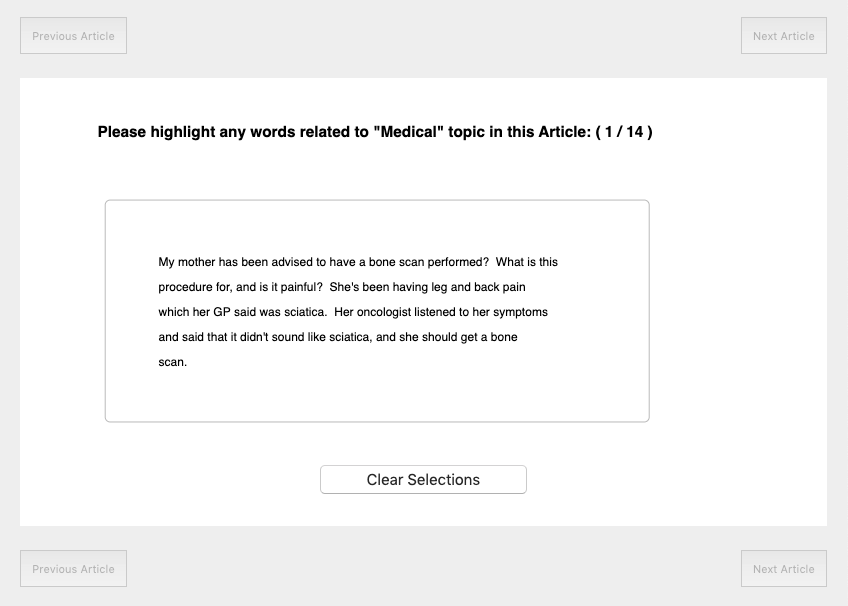 Previous Article
Next Article
Please highlight any words related to "Medical" topic in this Article: ( 1 / 14 )
My mother has been advised to have a bone scan performed?  What is this
procedure for, and is it painful?  She's been having leg and back pain
which her GP said was sciatica.  Her oncologist listened to her symptoms
and said that it didn't sound like sciatica, and she should get a bone
scan.
Clear Selections
Previous Article
Next Article